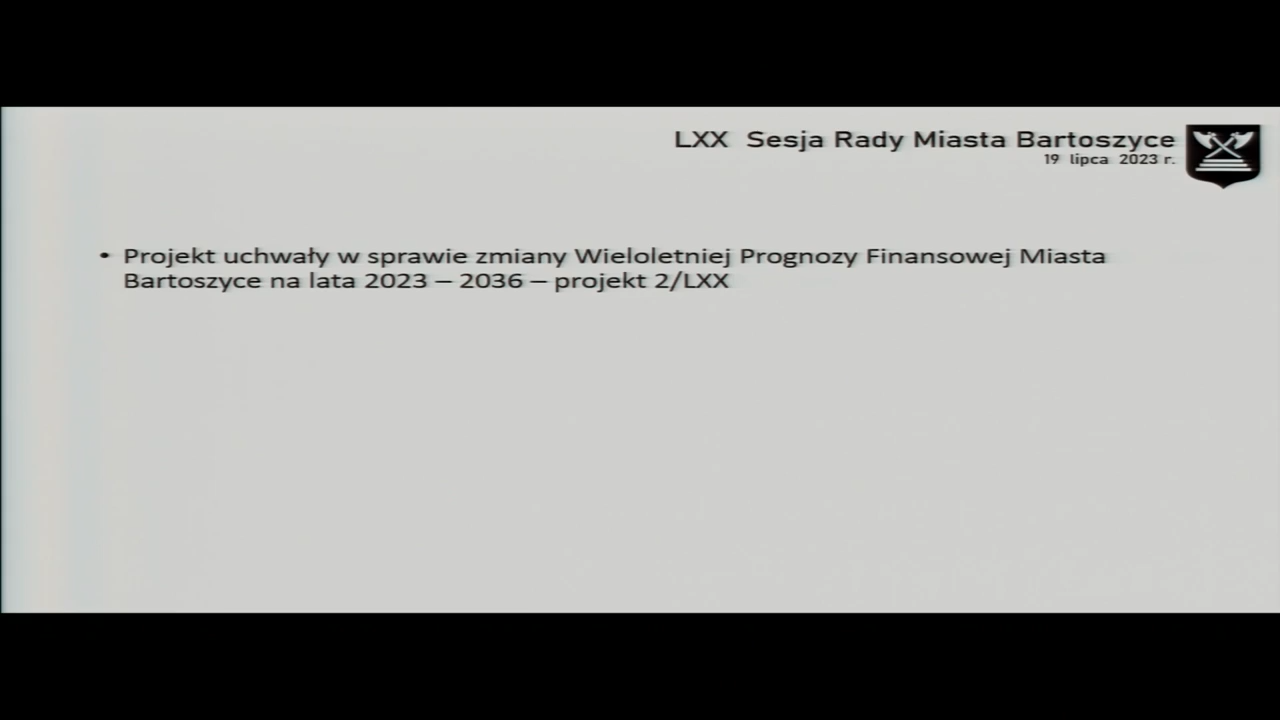 LXX Sesja Rady Miasta Bartoszyce
19 lipca 2023 r.
• Projekt uchwały w sprawie zmiany Wieloletniej Prognozy Finansowej Miasta
Bartoszyce na lata 2023 – 2036 – projekt 2/LXX